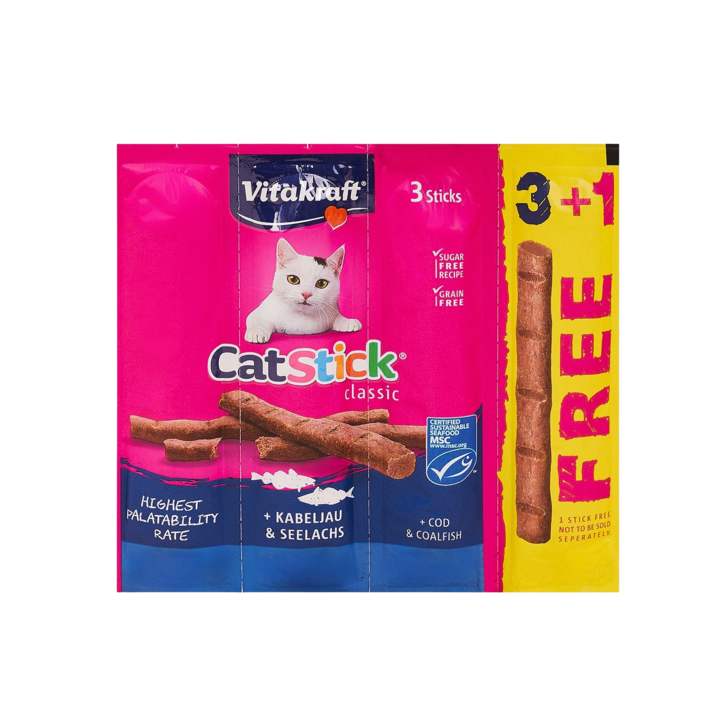 Vitakraft®
3 Sticks
SUGAR
FREE
RECIPE
GRAIN
FREE
CatStick®
classic
CERTIFIED
SUSTAINABLE
SEAFOOD
MSC
www.msc.org
TM
HIGHEST
PALATABILITY
RATE
+ KABELJAU
& SEELACHS
+ COD
& COALFISH
3+1
FREE
1 STICK FREE.
NOT TO BE SOLD
SEPERATELY.